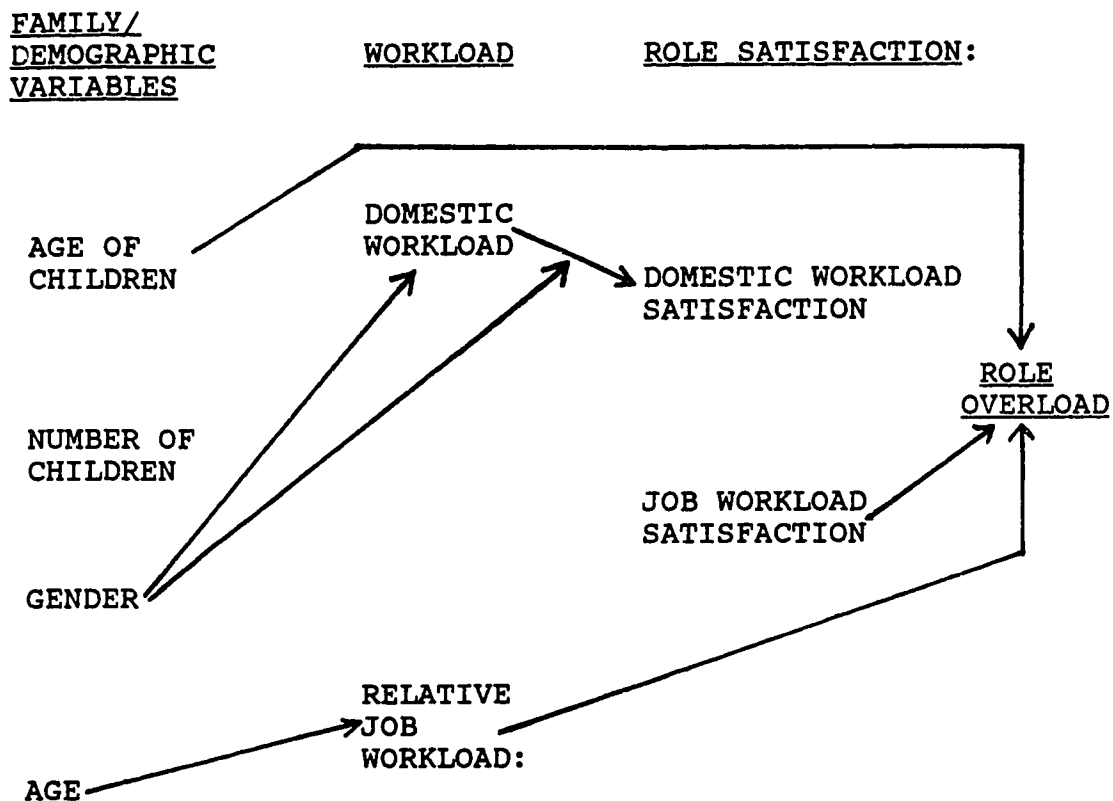 FAMILY/
DEMOGRAPHIC
VARIABLES
WORKLOAD
ROLE SATISFACTION:
AGE OF
CHILDREN
DOMESTIC
WORKLOAD
DOMESTIC WORKLOAD
SATISFACTION
ROLE
OVERLOAD
NUMBER OF
CHILDREN
JOB WORKLOAD
SATISFACTION
GENDER
RELATIVE
JOB
WORKLOAD:
AGE